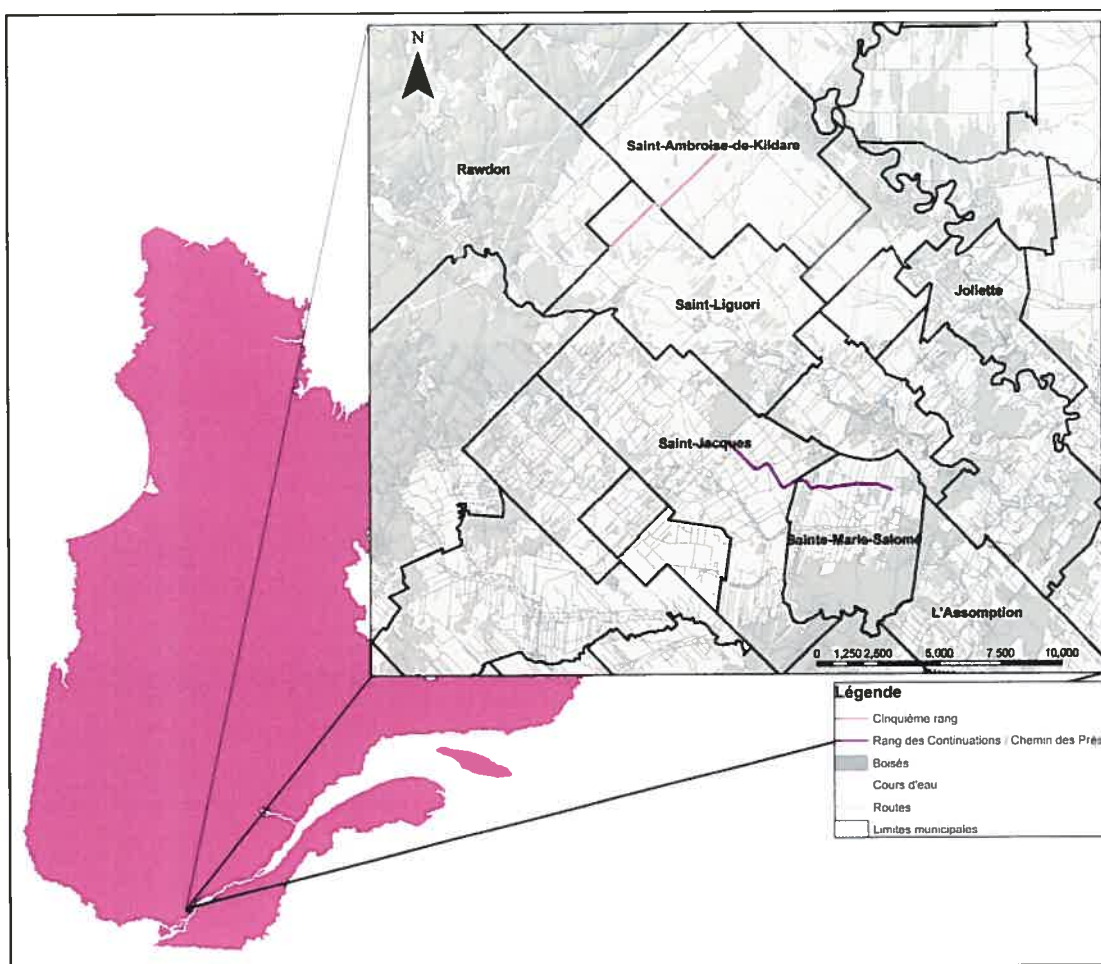 N
Saint-Ambroise-de-Kildare
Rawdon
Joliette
Saint-Liguori
Saint-Jacques
Sainte-Marie-Salomé
L'Assomption
0 1,250 2,500 5,000 7 500 10,000
Légende
Cinquième rang
Rang des Continuations / Chemin des Prés
Boisés
Cours d'eau
Routes
Limites municipales